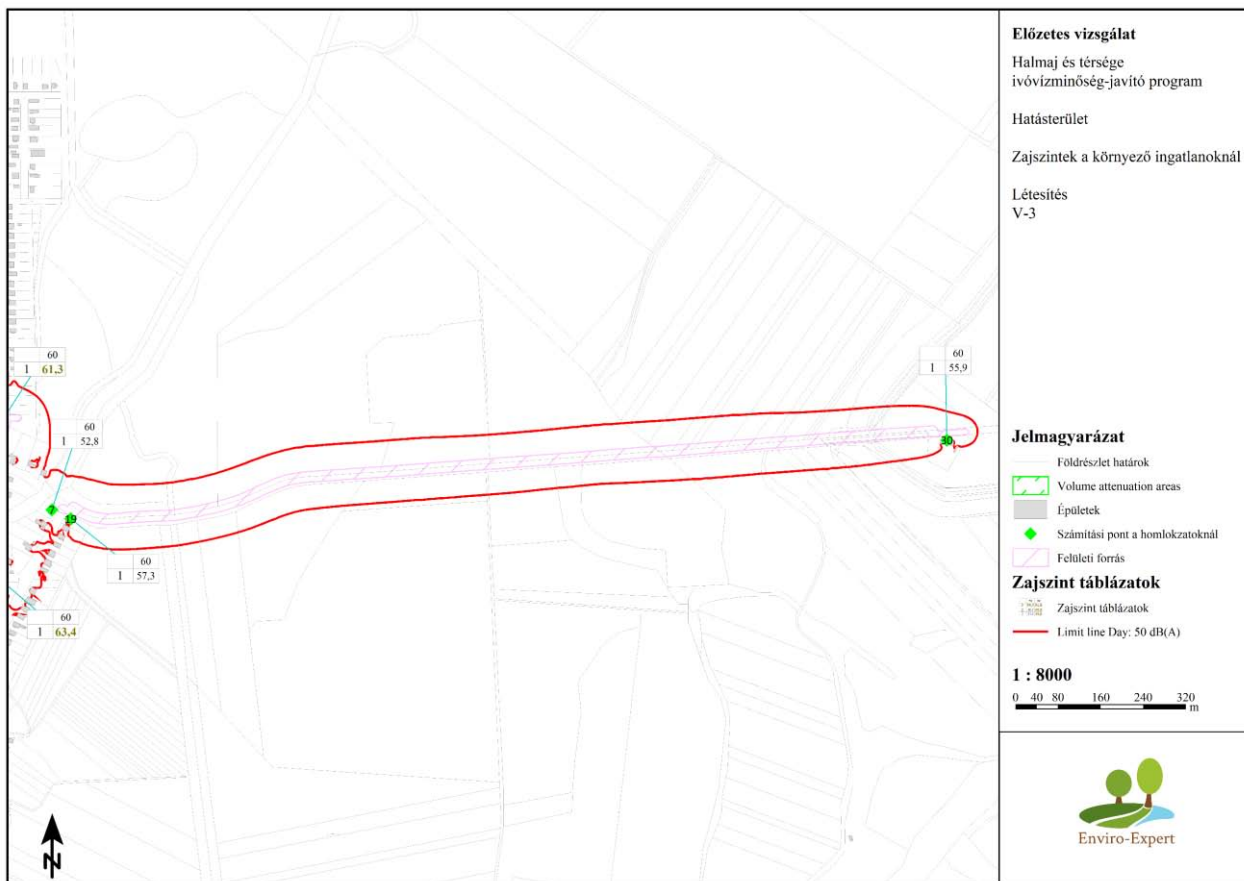 Előzetes vizsgálat
Halmaj és térsége
ivóvízminőség-javító program
Hatásterület
Zajszintek a környező ingatlanoknál
Létesítés
V-3
60
1 61,3
60
1 52,8
7
19
60
1 57,3
60
1 63,4
60
1 55,9
30
N
Jelmagyarázat
Földrészlet határok
Volume attenuation areas
Épületek
Számítási pont a homlokzatoknál
Felületi forrás
Zajszint táblázatok
Zajszint táblázatok
Limit line Day: 50 dB(A)
1 : 8000
0 40 80 160 240 320
m
Enviro-Expert